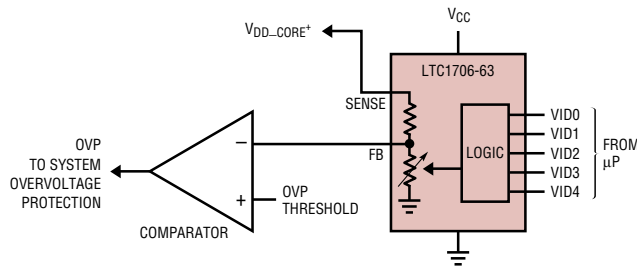 VCC
VDD_CORE+
LTC1706-63
SENSE
VID0
VID1
OVP
TO SYSTEM
OVERVOLTAGE
PROTECTION
–
FB
LOGIC
VID2
FROM
µP
VID3
+
OVP
THRESHOLD
VID4
COMPARATOR